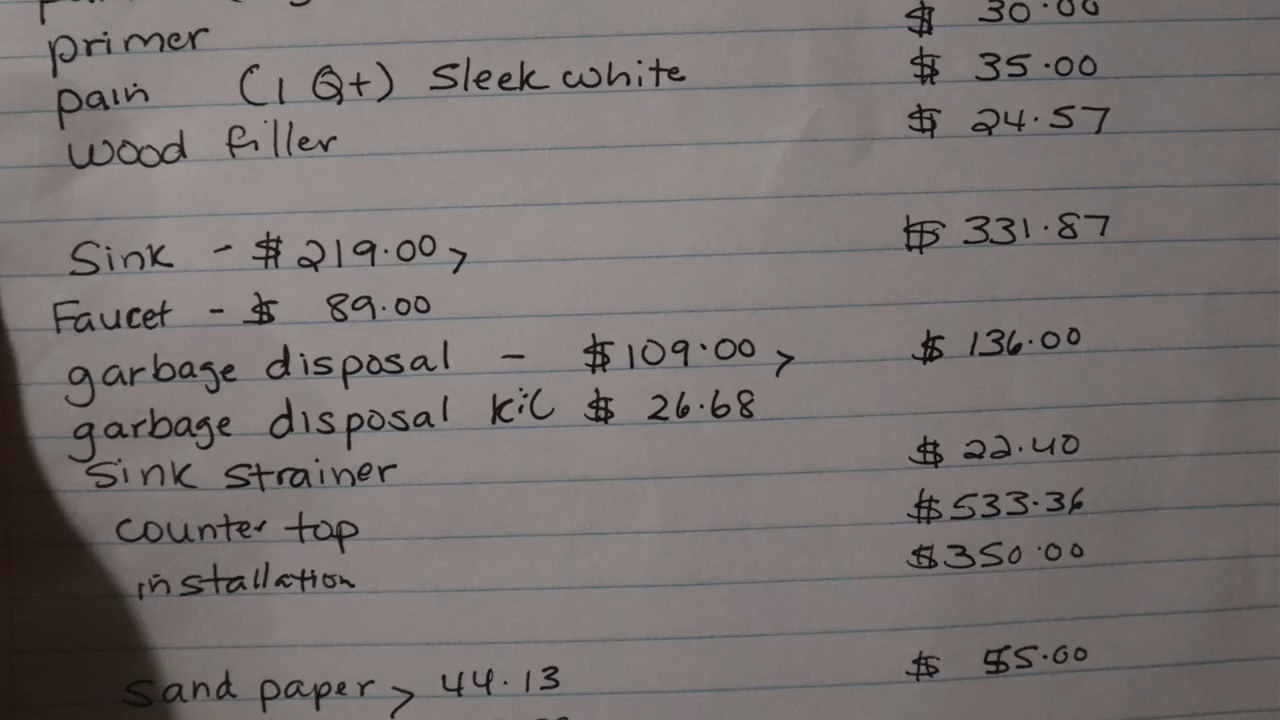 primer $ 30.00
pain (1 Qt) Sleek white $ 35.00
wood filler $ 24.57
Sink - $ 219.00, $ 331.87
Faucet - $ 89.00
garbage disposal - $109.00, $ 136.00
garbage disposal kit $ 26.68
Sink strainer $ 22.40
counter top $533.36
installation $350.00
Sand paper, 44.13 $ 55.00